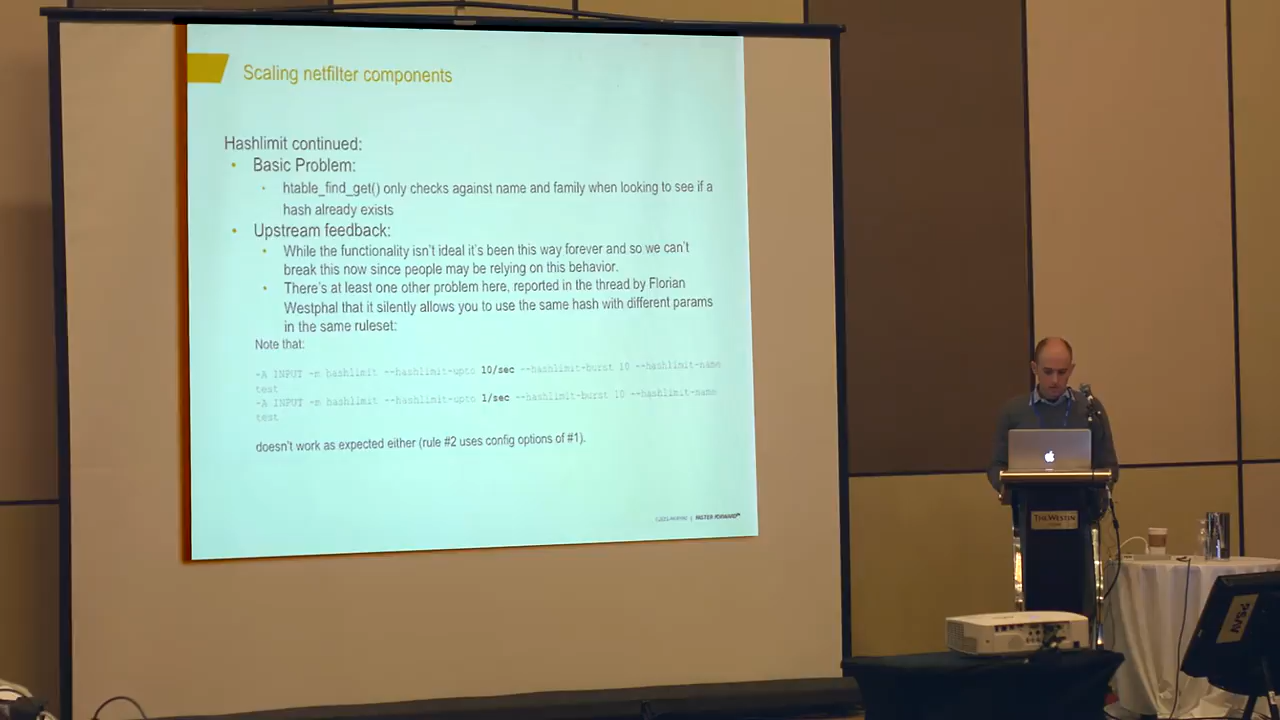 Scaling netfilter components
Hashlimit continued:
• Basic Problem:
• htable_find_get() only checks against name and family when looking to see if a
hash already exists
• Upstream feedback:
• While the functionality isn't ideal it's been this way forever and so we can't
break this now since people may be relying on this behavior.
• There's at least one other problem here, reported in the thread by Florian
Westphal that it silently allows you to use the same hash with different params
in the same ruleset:
Note that:
-A INPUT -m hashlimit --hashlimit-upto 10/sec --hashlimit-burst 10 --hashlimit-name
test
-A INPUT -m hashlimit --hashlimit-upto 1/sec --hashlimit-burst 10 --hashlimit-name
test
doesn't work as expected either (rule #2 uses config options of #1).
| FASTER FORWARD
THE WESTIN
PSAV